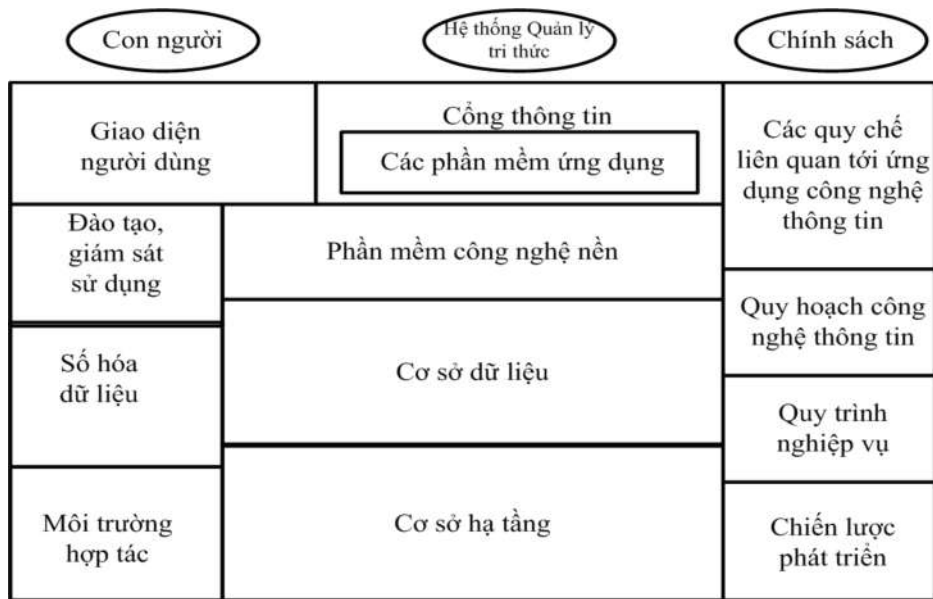 Con người
Hệ thống Quản lý
tri thức
Chính sách
Giao diện
người dùng
Cổng thông tin
Các phần mềm ứng dụng
Các quy chế
liên quan tới ứng
dụng công nghệ
thông tin
Đào tạo,
giám sát
sử dụng
Phần mềm công nghệ nền
Quy hoạch công
nghệ thông tin
Số hóa
dữ liệu
Cơ sở dữ liệu
Quy trình
nghiệp vụ
Môi trường
hợp tác
Cơ sở hạ tầng
Chiến lược
phát triển